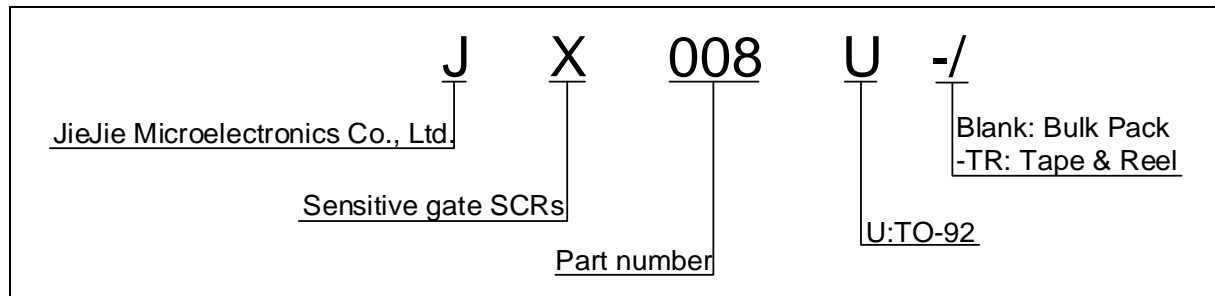 J X 008 U -/
JieJie Microelectronics Co., Ltd.
Blank: Bulk Pack
-TR: Tape & Reel
Sensitive gate SCRs
U:TO-92
Part number